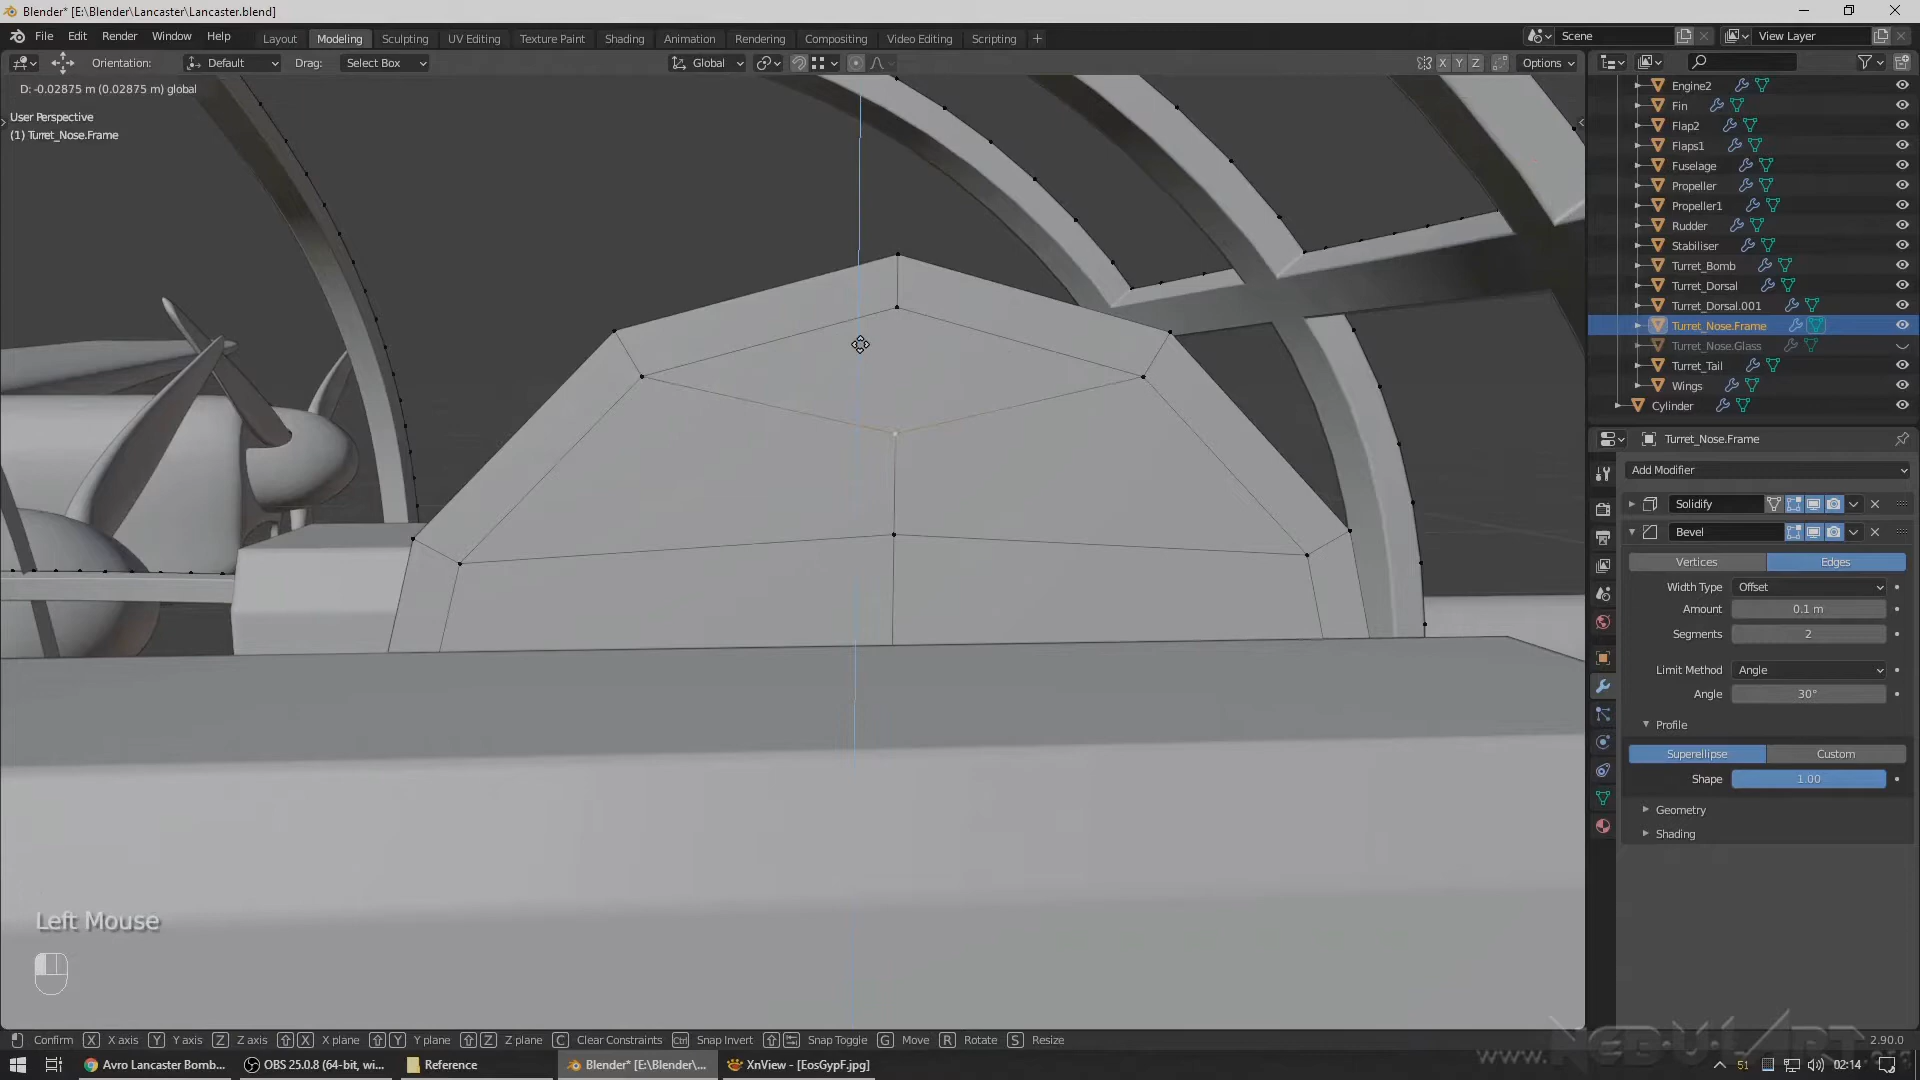 Blender* [E:\Blender\Lancaster\Lancaster.blend]
File Edit Render Window Help Layout Modeling Sculpting UV Editing Texture Paint Shading Animation Rendering Compositing Video Editing Scripting + Scene View Layer
Orientation: Default Drag: Select Box Global X Y Z Options
D: -0.02875 m (0.02875 m) global
User Perspective
(1) Turret_Nose.Frame
Engine2
Fin
Flap2
Flaps1
Fuselage
Propeller
Propeller1
Rudder
Stabiliser
Turret_Bomb
Turret_Dorsal
Turret_Dorsal.001
Turret_Nose.Frame
Turret_Nose.Glass
Turret_Tail
Wings
Cylinder
Turret_Nose.Frame
Add Modifier
Solidify
Bevel
Vertices Edges
Width Type Offset
Amount 0.1 m
Segments 2
Limit Method Angle
Angle 30°
Profile
Superellipse Custom
Shape 1.00
Geometry
Shading
Left Mouse
Confirm X X axis Y Y axis Z Z axis X X plane Y Y plane Z Z plane C Clear Constraints Ctrl Snap Invert Snap Toggle G Move R Rotate S Resize 2.90.0
Avro Lancaster Bomb... OBS 25.0.8 (64-bit, wi... Reference Blender* [E:\Blender\... XnView - [EosGypF.jpg] 51 02:14